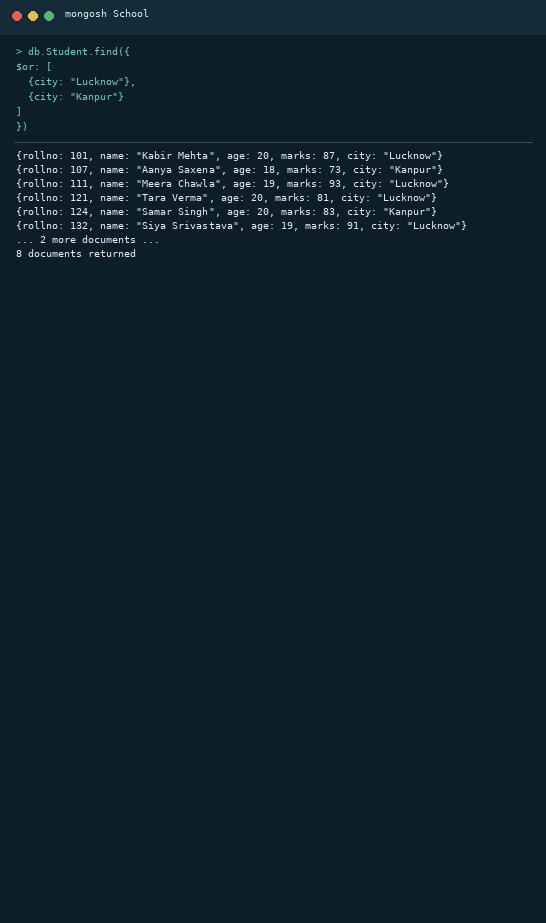 mongosh School
> db.Student.find({
$or: [
  {city: "Lucknow"},
  {city: "Kanpur"}
]
})
{rollno: 101, name: "Kabir Mehta", age: 20, marks: 87, city: "Lucknow"}
{rollno: 107, name: "Aanya Saxena", age: 18, marks: 73, city: "Kanpur"}
{rollno: 111, name: "Meera Chawla", age: 19, marks: 93, city: "Lucknow"}
{rollno: 121, name: "Tara Verma", age: 20, marks: 81, city: "Lucknow"}
{rollno: 124, name: "Samar Singh", age: 20, marks: 83, city: "Kanpur"}
{rollno: 132, name: "Siya Srivastava", age: 19, marks: 91, city: "Lucknow"}
... 2 more documents ...
8 documents returned